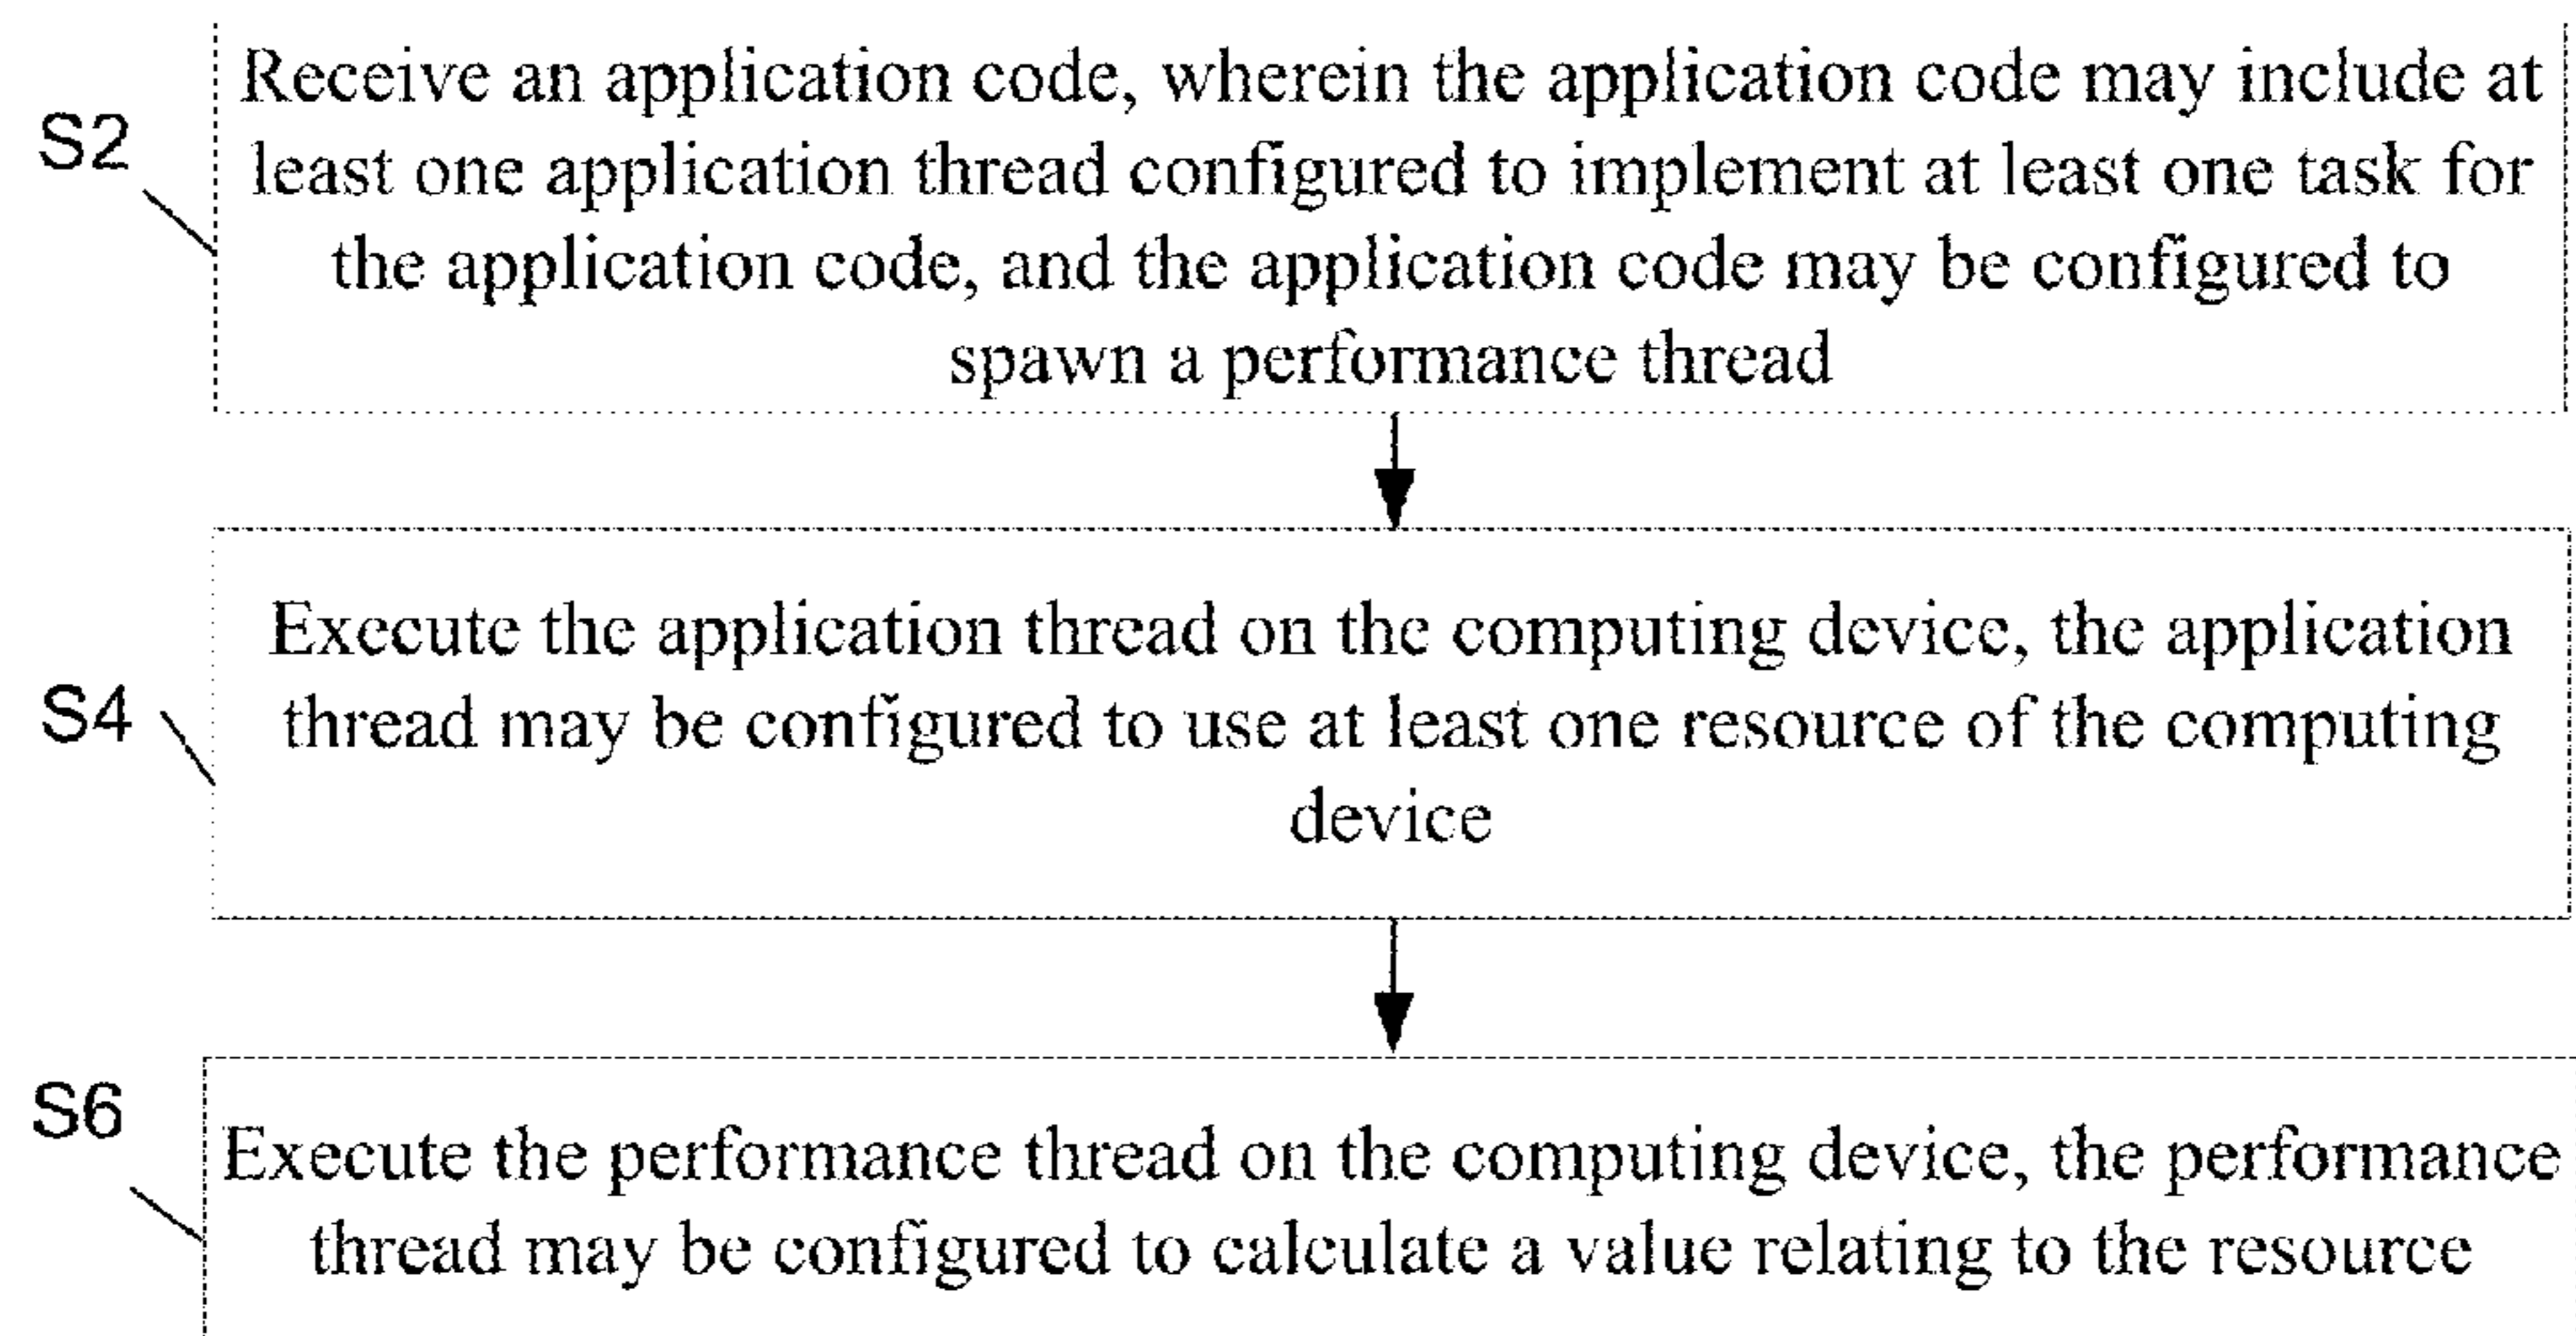 S2
Receive an application code, wherein the application code may include at
least one application thread configured to implement at least one task for
the application code, and the application code may be configured to
spawn a performance thread
S4
Execute the application thread on the computing device, the application
thread may be configured to use at least one resource of the computing
device
S6
Execute the performance thread on the computing device, the performance
thread may be configured to calculate a value relating to the resource